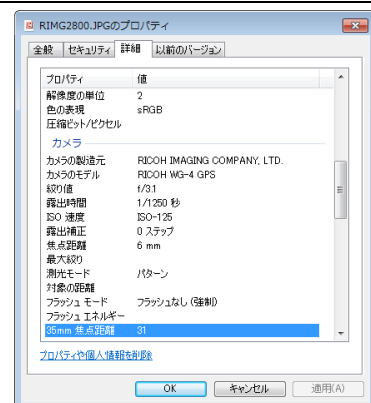 RIMG2800.JPGのプロパティ
全般 セキュリティ 詳細 以前のバージョン
プロパティ 値
解像度の単位 2
色の表現 sRGB
圧縮ビット/ピクセル
カメラ
カメラの製造元 RICOH IMAGING COMPANY, LTD.
カメラのモデル RICOH WG-4 GPS
絞り値 f/3.1
露出時間 1/1250 秒
ISO 速度 ISO-125
露出補正 0 ステップ
焦点距離 6 mm
最大絞り
測光モード パターン
対象の距離
フラッシュ モード フラッシュなし (強制)
フラッシュ エネルギー
35mm 焦点距離 31
プロパティや個人情報を削除
OK キャンセル 適用(A)